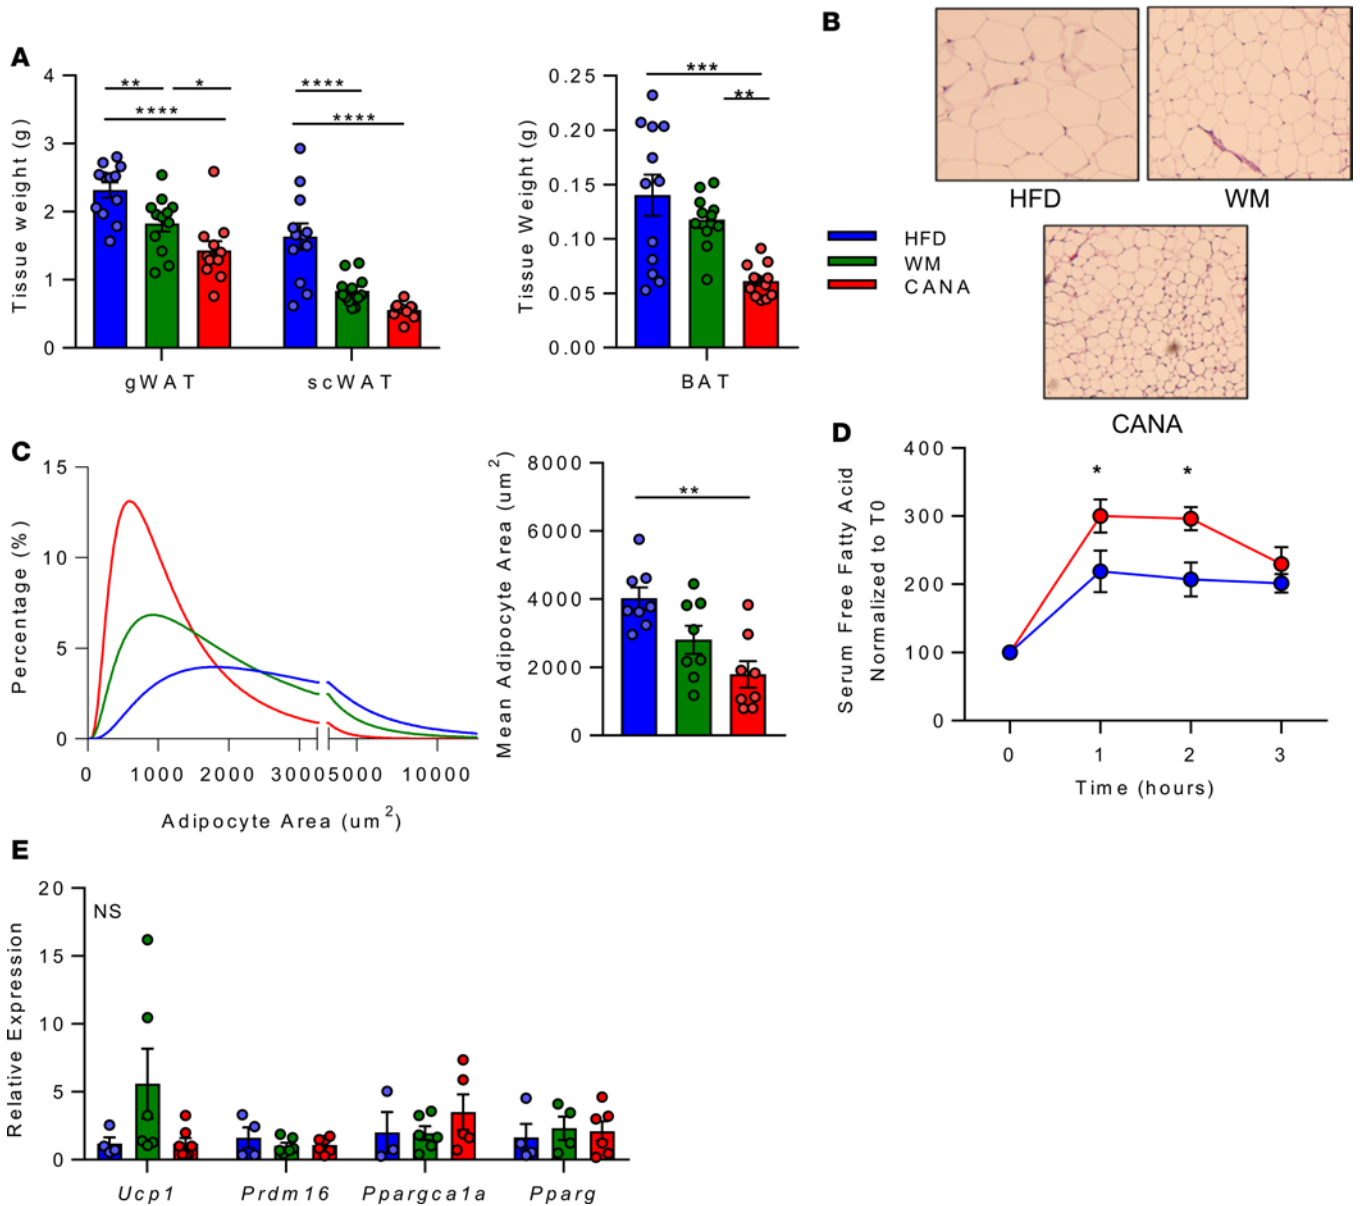 A
Tissue weight (g)
4
3
2
1
0
** *
****
****
****
gWAT scWAT
Tissue Weight (g)
0.25
0.20
0.15
0.10
0.05
0.00
***
**
BAT
B
HFD WM
HFD
WM
CANA
CANA
C
Percentage (%)
15
10
5
0
0 1000 2000 3000 5000 10000
Adipocyte Area (um2)
Mean Adipocyte Area (um2)
8000
6000
4000
2000
0
**
D
Serum Free Fatty Acid
Normalized to T0
400
300
200
100
0
* *
0 1 2 3
Time (hours)
E
Relative Expression
20
15
10
5
0
NS
Ucp1 Prdm16 Ppargca1a Pparg